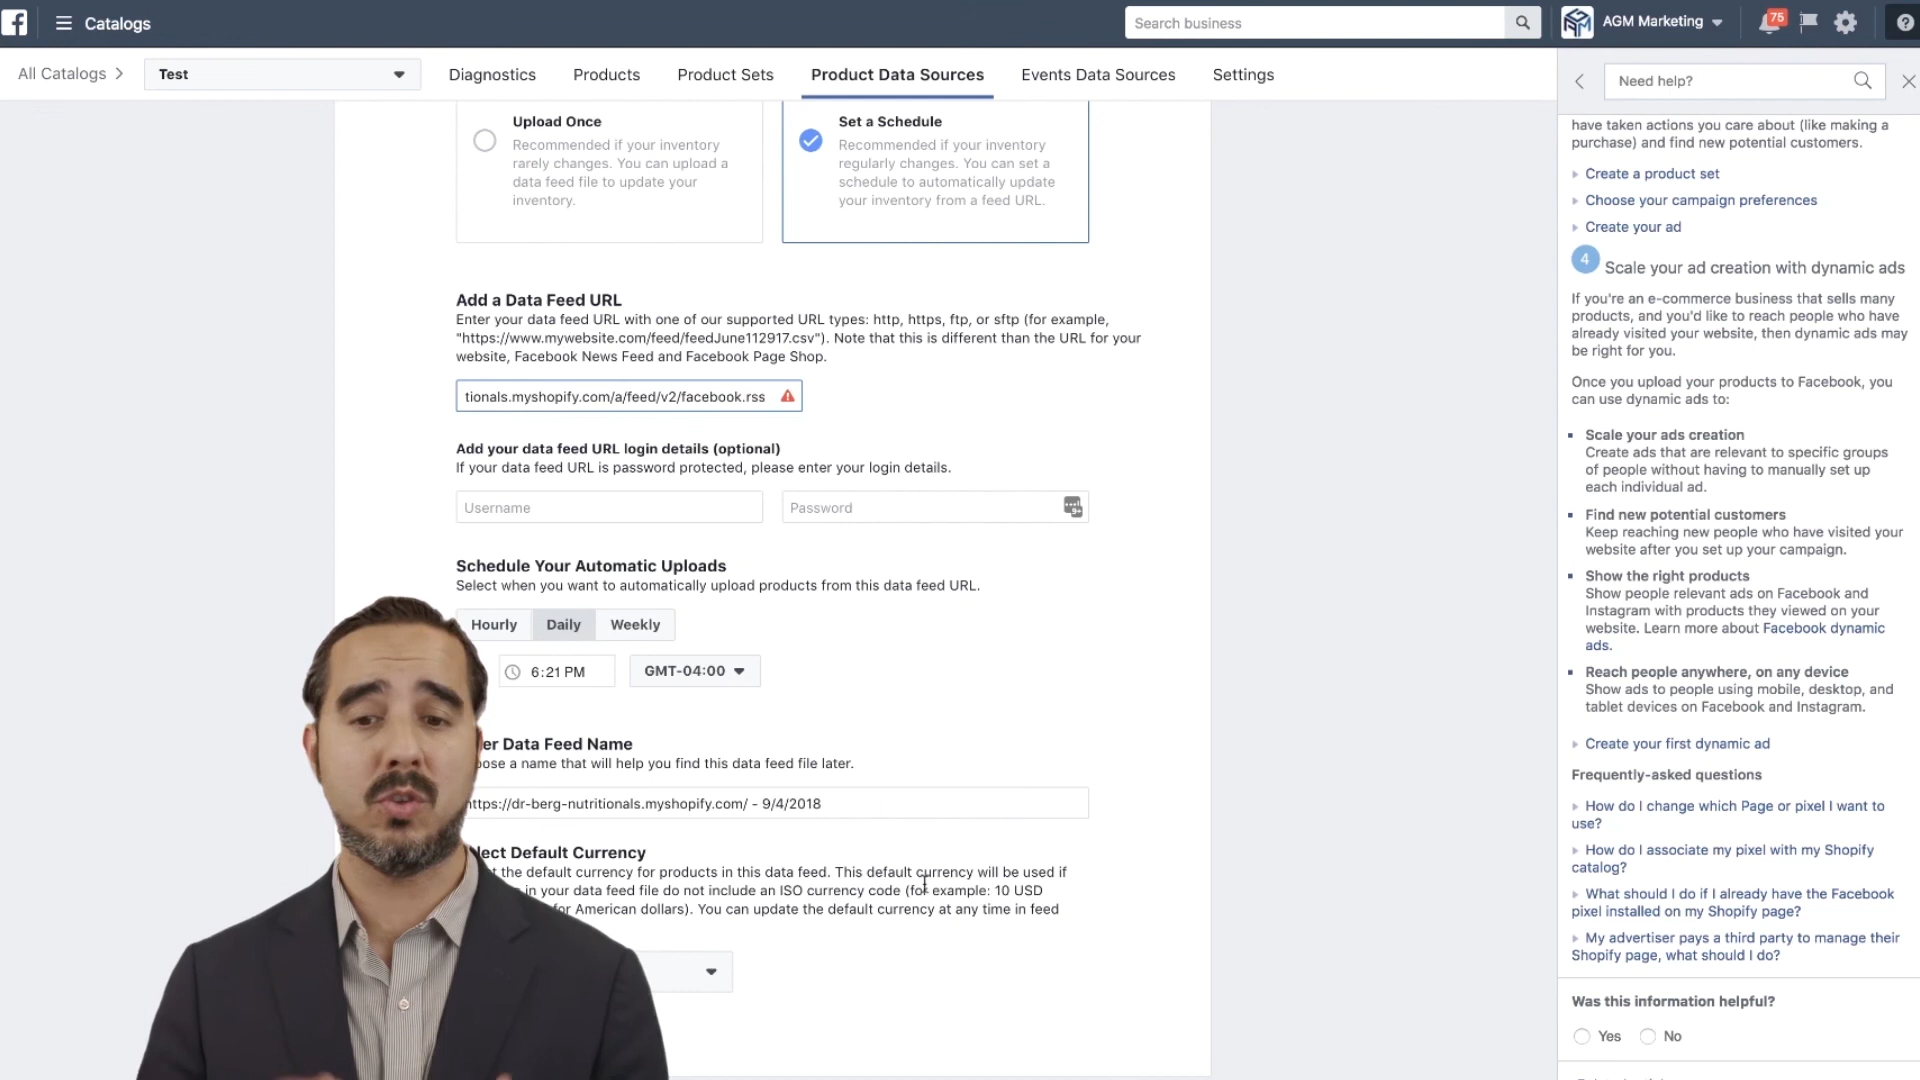 Catalogs
Search business
AGM Marketing
75
All Catalogs
Test
Diagnostics
Products
Product Sets
Product Data Sources
Events Data Sources
Settings
Need help?
Upload Once
Recommended if your inventory
rarely changes. You can upload a
data feed file to update your
inventory.
Set a Schedule
Recommended if your inventory
regularly changes. You can set a
schedule to automatically update
your inventory from a feed URL.
Add a Data Feed URL
Enter your data feed URL with one of our supported URL types: http, https, ftp, or sftp (for example,
"https://www.mywebsite.com/feed/feedJune112917.csv"). Note that this is different than the URL for your
website, Facebook News Feed and Facebook Page Shop.
tionals.myshopify.com/a/feed/v2/facebook.rss
Add your data feed URL login details (optional)
If your data feed URL is password protected, please enter your login details.
Username
Password
9+
Schedule Your Automatic Uploads
Select when you want to automatically upload products from this data feed URL.
Hourly
Daily
Weekly
6:21 PM
GMT-04:00
er Data Feed Name
ose a name that will help you find this data feed file later.
ttps://dr-berg-nutritionals.myshopify.com/ - 9/4/2018
lect Default Currency
t the default currency for products in this data feed. This default currency will be used if
in your data feed file do not include an ISO currency code (for example: 10 USD
for American dollars). You can update the default currency at any time in feed
have taken actions you care about (like making a
purchase) and find new potential customers.
Create a product set
Choose your campaign preferences
Create your ad
4
Scale your ad creation with dynamic ads
If you're an e-commerce business that sells many
products, and you'd like to reach people who have
already visited your website, then dynamic ads may
be right for you.
Once you upload your products to Facebook, you
can use dynamic ads to:
Scale your ads creation
Create ads that are relevant to specific groups
of people without having to manually set up
each individual ad.
Find new potential customers
Keep reaching new people who have visited your
website after you set up your campaign.
Show the right products
Show people relevant ads on Facebook and
Instagram with products they viewed on your
website. Learn more about Facebook dynamic
ads.
Reach people anywhere, on any device
Show ads to people using mobile, desktop, and
tablet devices on Facebook and Instagram.
Create your first dynamic ad
Frequently-asked questions
How do I change which Page or pixel I want to
use?
How do I associate my pixel with my Shopify
catalog?
What should I do if I already have the Facebook
pixel installed on my Shopify page?
My advertiser pays a third party to manage their
Shopify page, what should I do?
Was this information helpful?
Yes
No